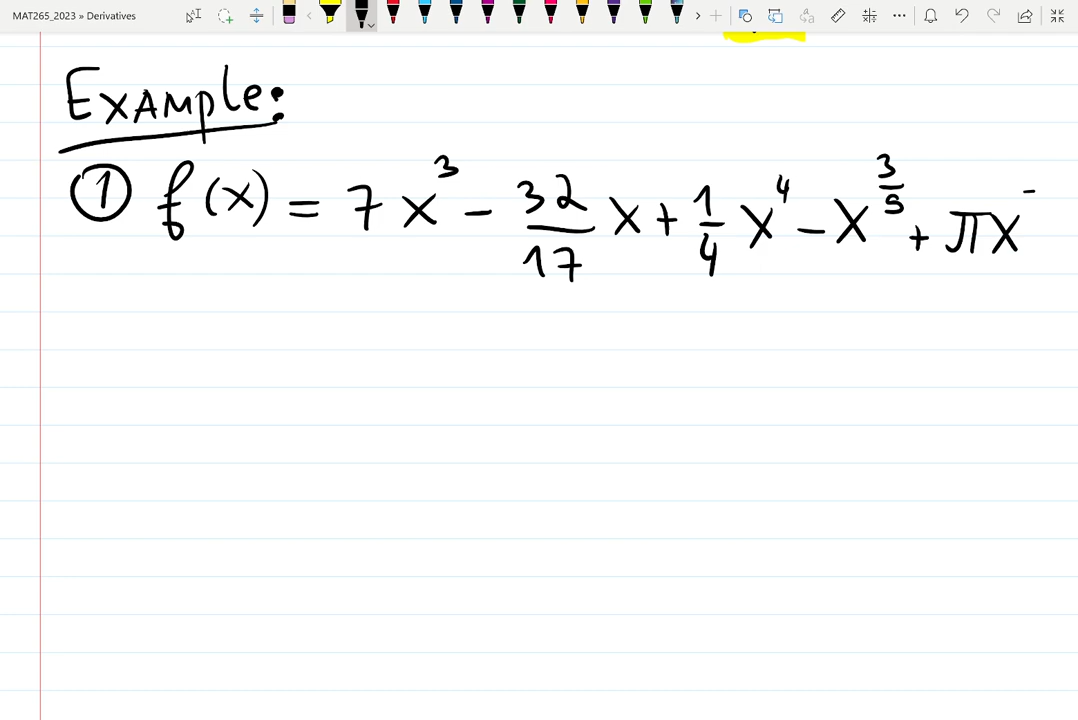 MAT265_2023 » Derivatives
Example:
① f(x) = 7x³ - 32/17 x + 1/4 x⁴ - x^(3/5) + πx⁻